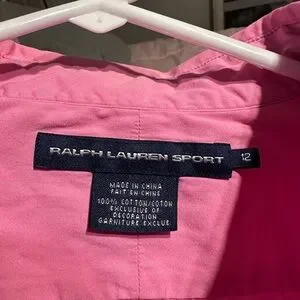 RALPH LAUREN SPORT
12
MADE IN CHINA
FAIT EN CHINE
100% COTTON/COTON
EXCLUSIVE OF
DECORATION
GARNITURE EXCLUE